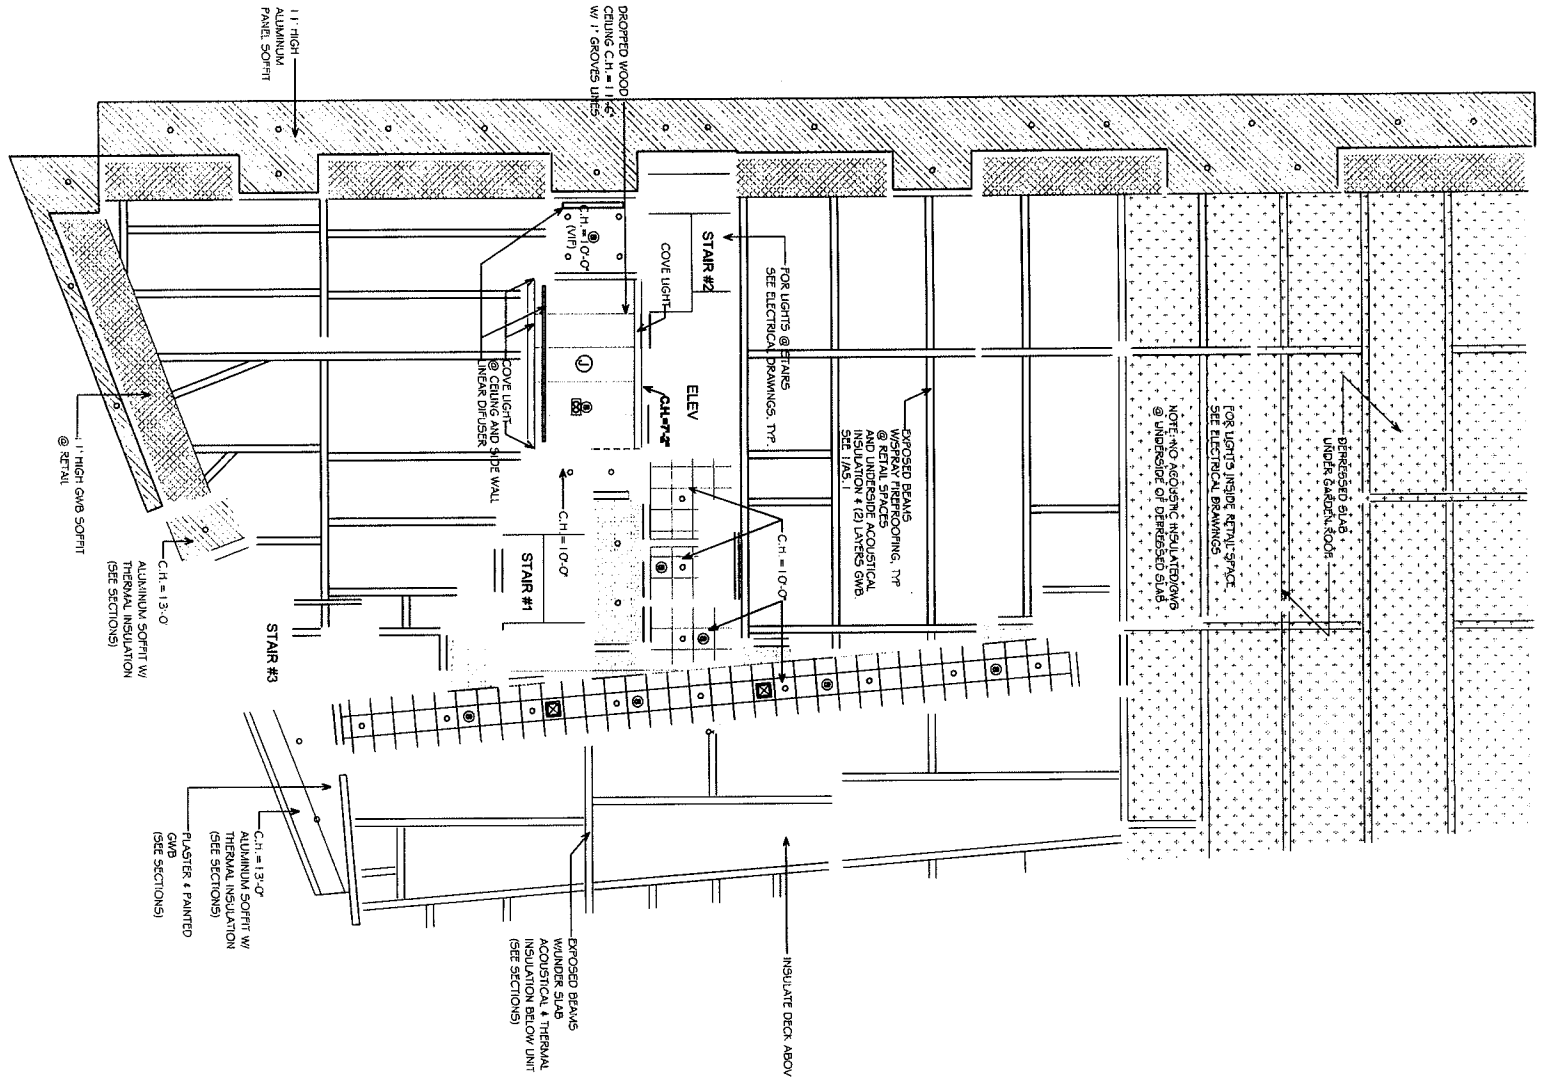 11' HIGH
ALUMINUM
PANEL SOFFIT
DROPPED WOOD
CEILING C.H.= 11'-6"
W/ 1" GROVES LINES
C.H.= 10'-0"
(VIF)
COVE LIGHT
STAIR #2
FOR LIGHTS @ STAIRS
SEE ELECTRICAL DRAWINGS, TYP.
COVE LIGHT
@ CEILING AND SIDE WALL
LINEAR DIFUSER
J
C.H.=7'-2"
ELEV
EXPOSED BEAMS
W/SPRAY FIREPROOFING, TYP
@ RETAIL SPACES
AND UNDERSIDE ACOUSTICAL
INSULATION & (2) LAYERS GWB.
SEE 1/A5.1
FOR LIGHTS INSIDE RETAIL SPACE
SEE ELECTRICAL DRAWINGS
NOTE: NO ACOUSTIC INSULATED/GWB
@ UNDERSIDE OF DEPRESSED SLAB
DEPRESSED SLAB
UNDER GARDEN ROOF
11' HIGH GWB SOFFIT
@ RETAIL
C.H.= 13'-0
ALUMINUM SOFFIT W/
THERMAL INSULATION
(SEE SECTIONS)
C.H.= 10'-0"
STAIR #1
C.H.= 10'-0"
STAIR #3
C.H.= 13'-0"
ALUMINUM SOFFIT W/
THERMAL INSULATION
(SEE SECTIONS)
PLASTER & PAINTED
GWB
(SEE SECTIONS)
EXPOSED BEAMS
W/UNDER SLAB
ACOUSTICAL & THERMAL
INSULATION BELOW UNIT
(SEE SECTIONS)
INSULATE DECK ABOV